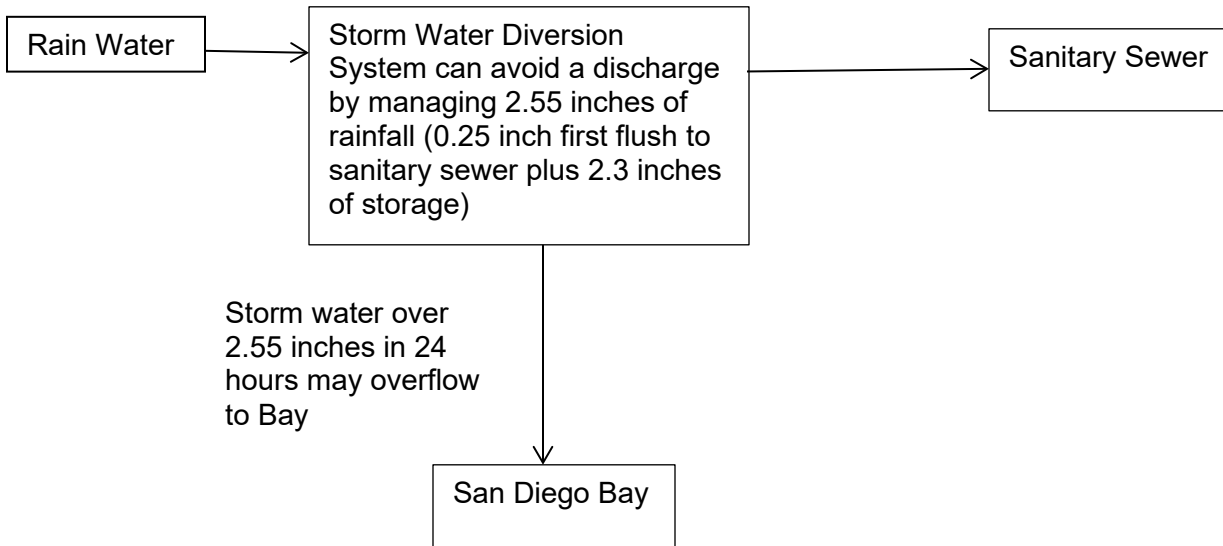 Rain Water
Storm Water Diversion
System can avoid a discharge
by managing 2.55 inches of
rainfall (0.25 inch first flush to
sanitary sewer plus 2.3 inches
of storage)
Sanitary Sewer
Storm water over
2.55 inches in 24
hours may overflow
to Bay
San Diego Bay